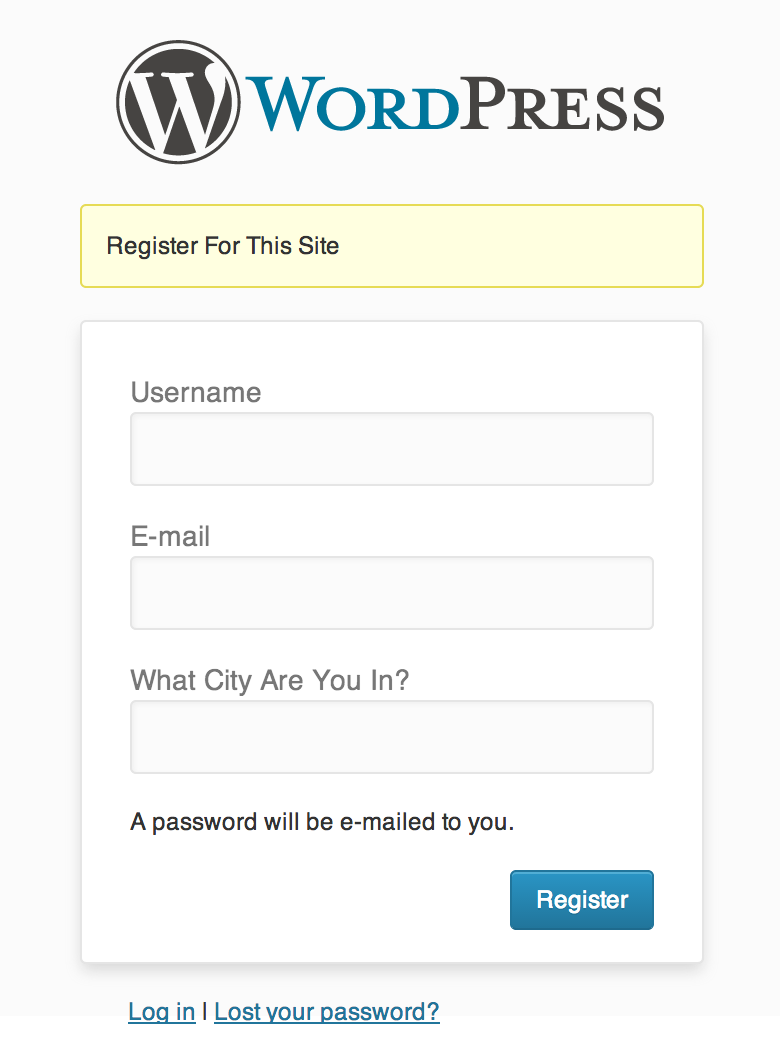 WORDPRESS
Register For This Site
Username
E-mail
What City Are You In?
A password will be e-mailed to you.
Register
Log in | Lost your password?